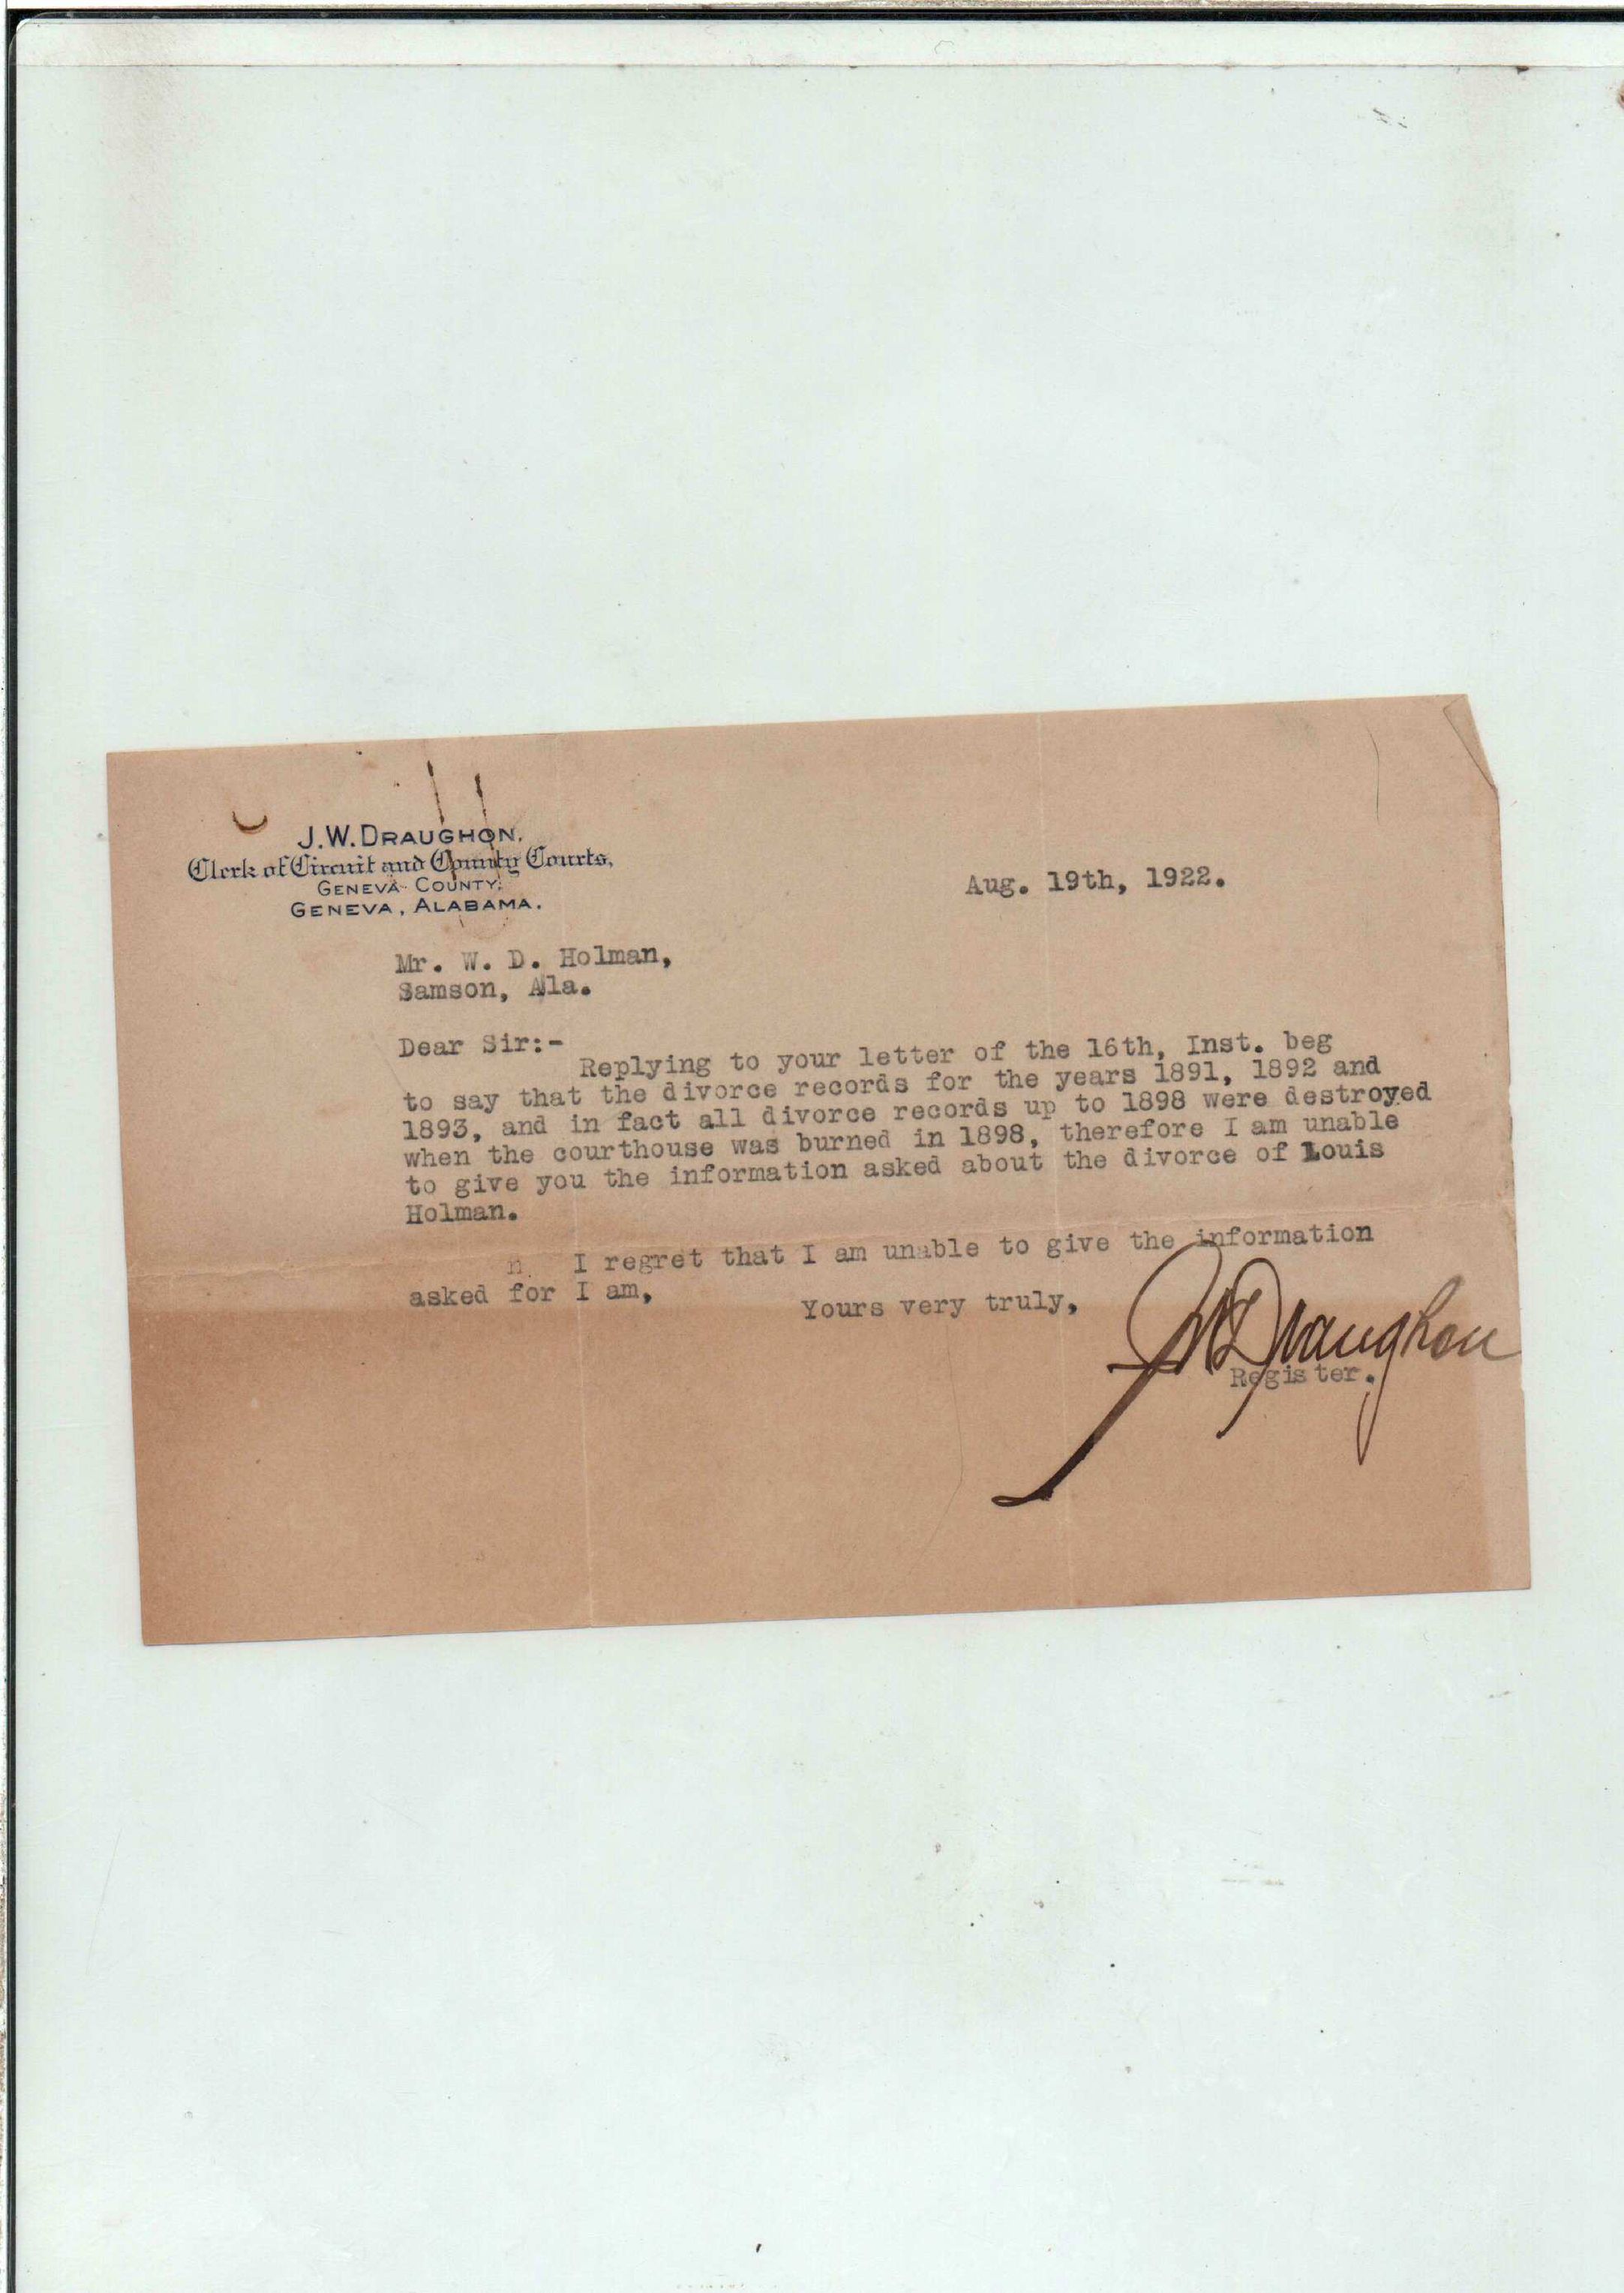 J.W. DRAUGHON,
Clerk of Circuit and County Courts,
GENEVA COUNTY,
GENEVA, ALABAMA.
Aug. 19th, 1922.
Mr. W. D. Holman,
Samson, Ala.
Dear Sir:-
Replying to your letter of the 16th, Inst. beg
to say that the divorce records for the years 1891, 1892 and
1893, and in fact all divorce records up to 1898 were destroyed
when the courthouse was burned in 1898, therefore I am unable
to give you the information asked about the divorce of Louis
Holman.
n I regret that I am unable to give the information
asked for I am,
Yours very truly,
JWDraughon
Register.